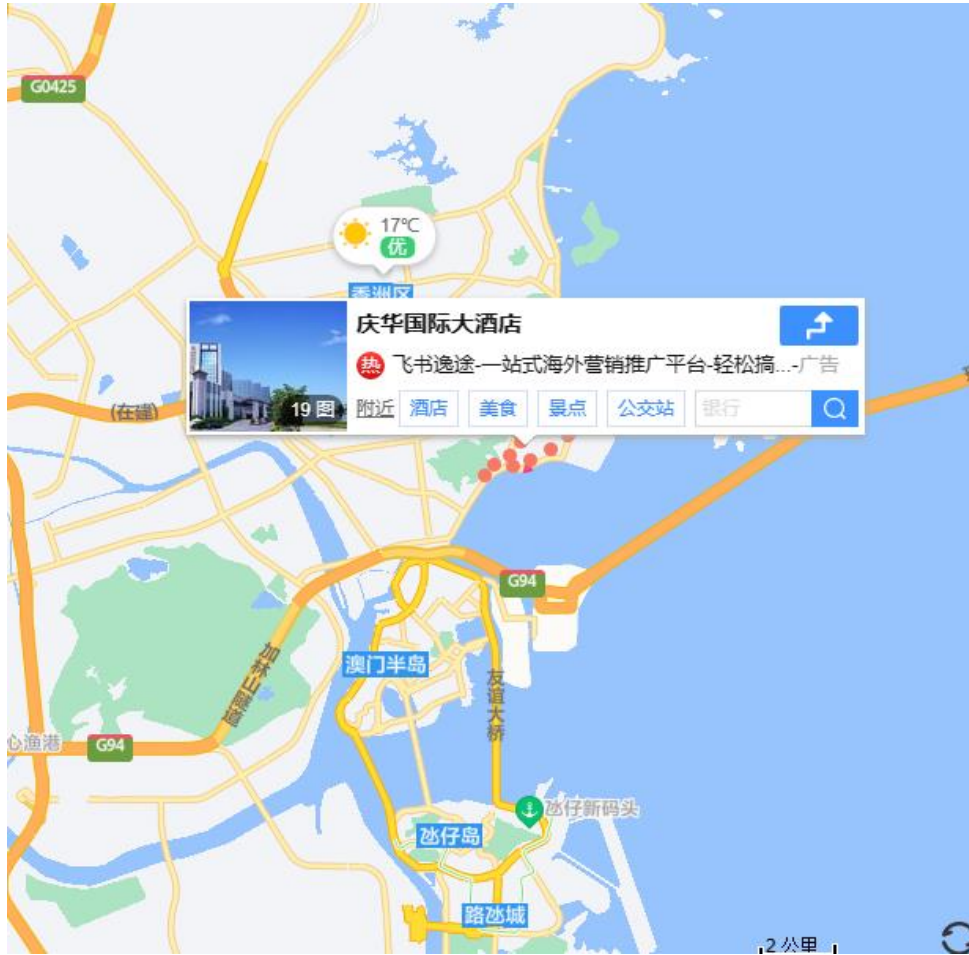 G0425
17℃
优
香洲区
庆华国际大酒店
热 飞书逸途-一站式海外营销推广平台-轻松搞...-广告
19 图
附近 酒店 美食 景点 公交站 银行
(在建)
G94
加林山隧道
澳门半岛
友谊大桥
心渔港
G94
氹仔新码头
氹仔岛
路氹城
2 公里